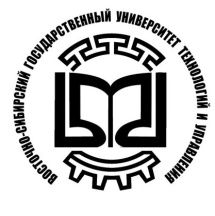 ВОСТОЧНО-СИБИРСКИЙ ГОСУДАРСТВЕННЫЙ УНИВЕРСИТЕТ ТЕХНОЛОГИЙ И УПРАВЛЕНИЯ